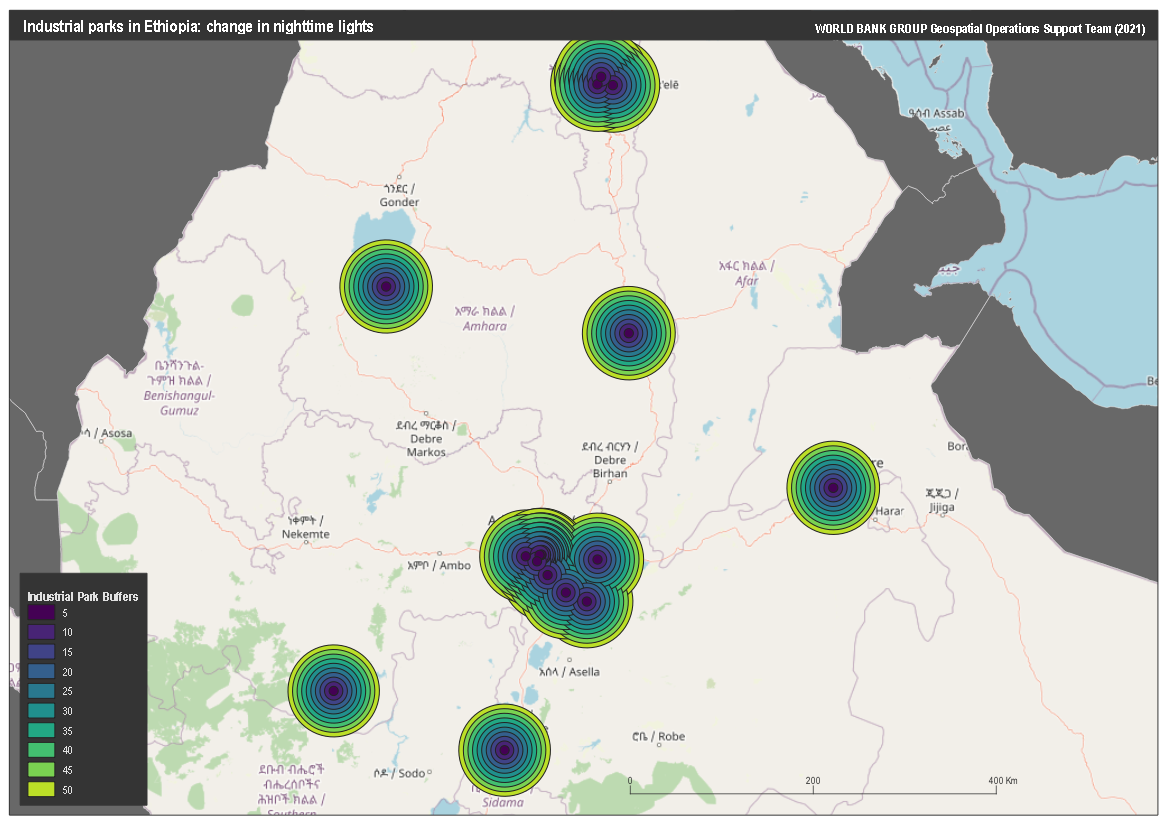 Industrial parks in Ethiopia: change in nighttime lights
WORLD BANK GROUP Geospatial Operations Support Team (2021)
'elē
ዓሰብ Assab
عصب
ጎንደር /
Gonder
አፋር ክልል /
Afar
አማራ ክልል /
Amhara
ቤንሻንጉል-
ጉምዝ ክልል /
Benishangul-
Gumuz
ሳ / Asosa
ደብረ ማርቆስ /
Debre
Markos
ደብረ ብርሃን /
Debre
Birhan
re
Harar
ጂጂጋ /
Jijiga
Bor
Be
ነቀምት /
Nekemte
አምቦ / Ambo
አሰላ / Asella
ሮቤ / Robe
ሶዶ / Sodo
ደቡብ ብሔሮች
ብሔረሰቦችና
ሕዝቦች ክልል /
Southern
Sidama
Industrial Park Buffers
5
10
15
20
25
30
35
40
45
50
0 200 400 Km